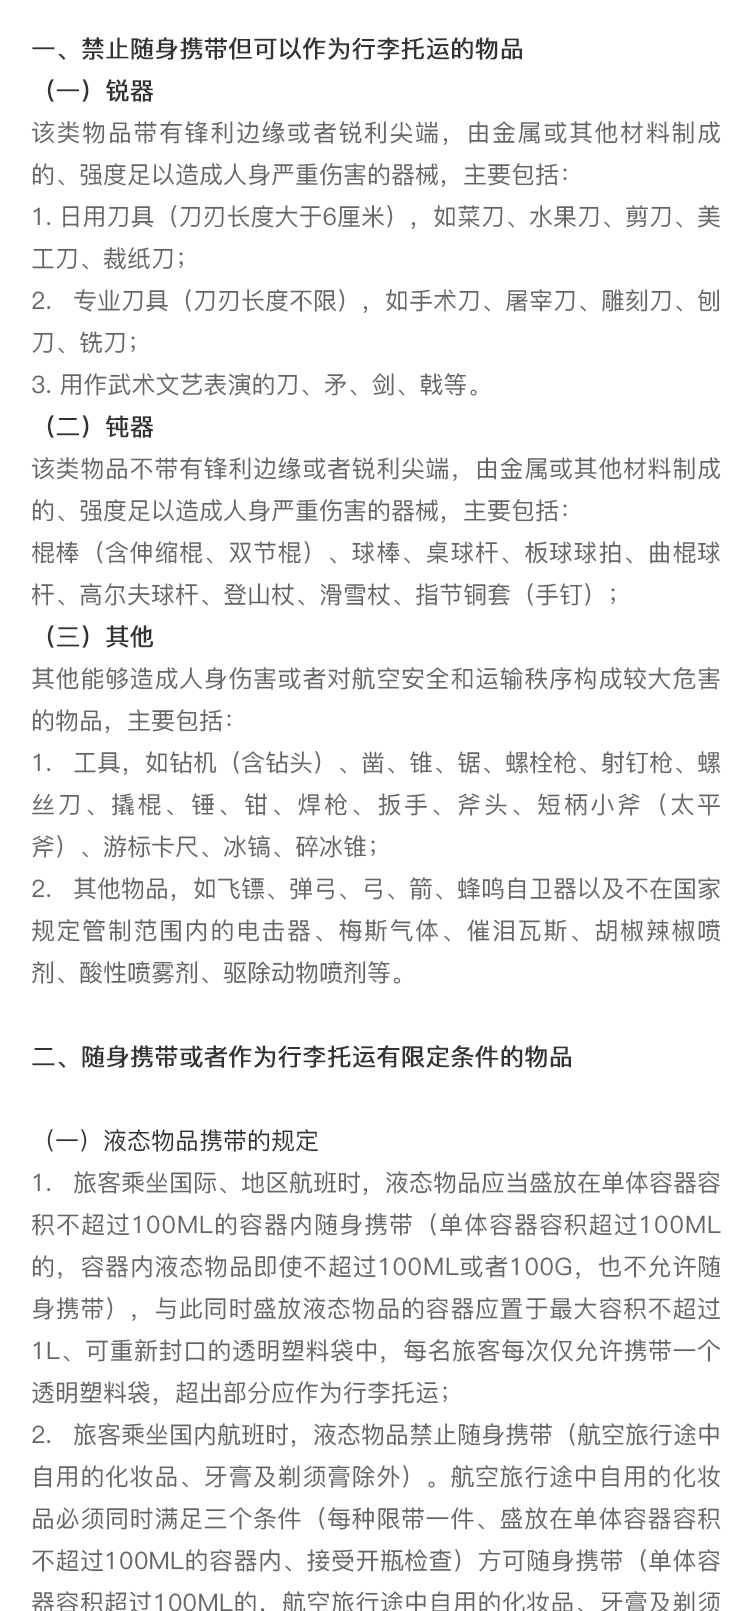 一、禁止随身携带但可以作为行李托运的物品
（一）锐器
该类物品带有锋利边缘或者锐利尖端，由金属或其他材料制成
的、强度足以造成人身严重伤害的器械，主要包括：
1. 日用刀具（刀刃长度大于6厘米），如菜刀、水果刀、剪刀、美
工刀、裁纸刀；
2. 专业刀具（刀刃长度不限），如手术刀、屠宰刀、雕刻刀、刨
刀、铣刀；
3. 用作武术文艺表演的刀、矛、剑、戟等。
（二）钝器
该类物品不带有锋利边缘或者锐利尖端，由金属或其他材料制成
的、强度足以造成人身严重伤害的器械，主要包括：
棍棒（含伸缩棍、双节棍）、球棒、桌球杆、板球球拍、曲棍球
杆、高尔夫球杆、登山杖、滑雪杖、指节铜套（手钉）；
（三）其他
其他能够造成人身伤害或者对航空安全和运输秩序构成较大危害
的物品，主要包括：
1. 工具，如钻机（含钻头）、凿、锥、锯、螺栓枪、射钉枪、螺
丝刀、撬棍、锤、钳、焊枪、扳手、斧头、短柄小斧（太平
斧）、游标卡尺、冰镐、碎冰锥；
2. 其他物品，如飞镖、弹弓、弓、箭、蜂鸣自卫器以及不在国家
规定管制范围内的电击器、梅斯气体、催泪瓦斯、胡椒辣椒喷
剂、酸性喷雾剂、驱除动物喷剂等。
二、随身携带或者作为行李托运有限定条件的物品
（一）液态物品携带的规定
1. 旅客乘坐国际、地区航班时，液态物品应当盛放在单体容器容
积不超过100ML的容器内随身携带（单体容器容积超过100ML
的，容器内液态物品即使不超过100ML或者100G，也不允许随
身携带），与此同时盛放液态物品的容器应置于最大容积不超过
1L、可重新封口的透明塑料袋中，每名旅客每次仅允许携带一个
透明塑料袋，超出部分应作为行李托运；
2. 旅客乘坐国内航班时，液态物品禁止随身携带（航空旅行途中
自用的化妆品、牙膏及剃须膏除外）。航空旅行途中自用的化妆
品必须同时满足三个条件（每种限带一件、盛放在单体容器容积
不超过100ML的容器内、接受开瓶检查）方可随身携带（单体容
器容积超过100ML的，航空旅行途中自用的化妆品、牙膏及剃须